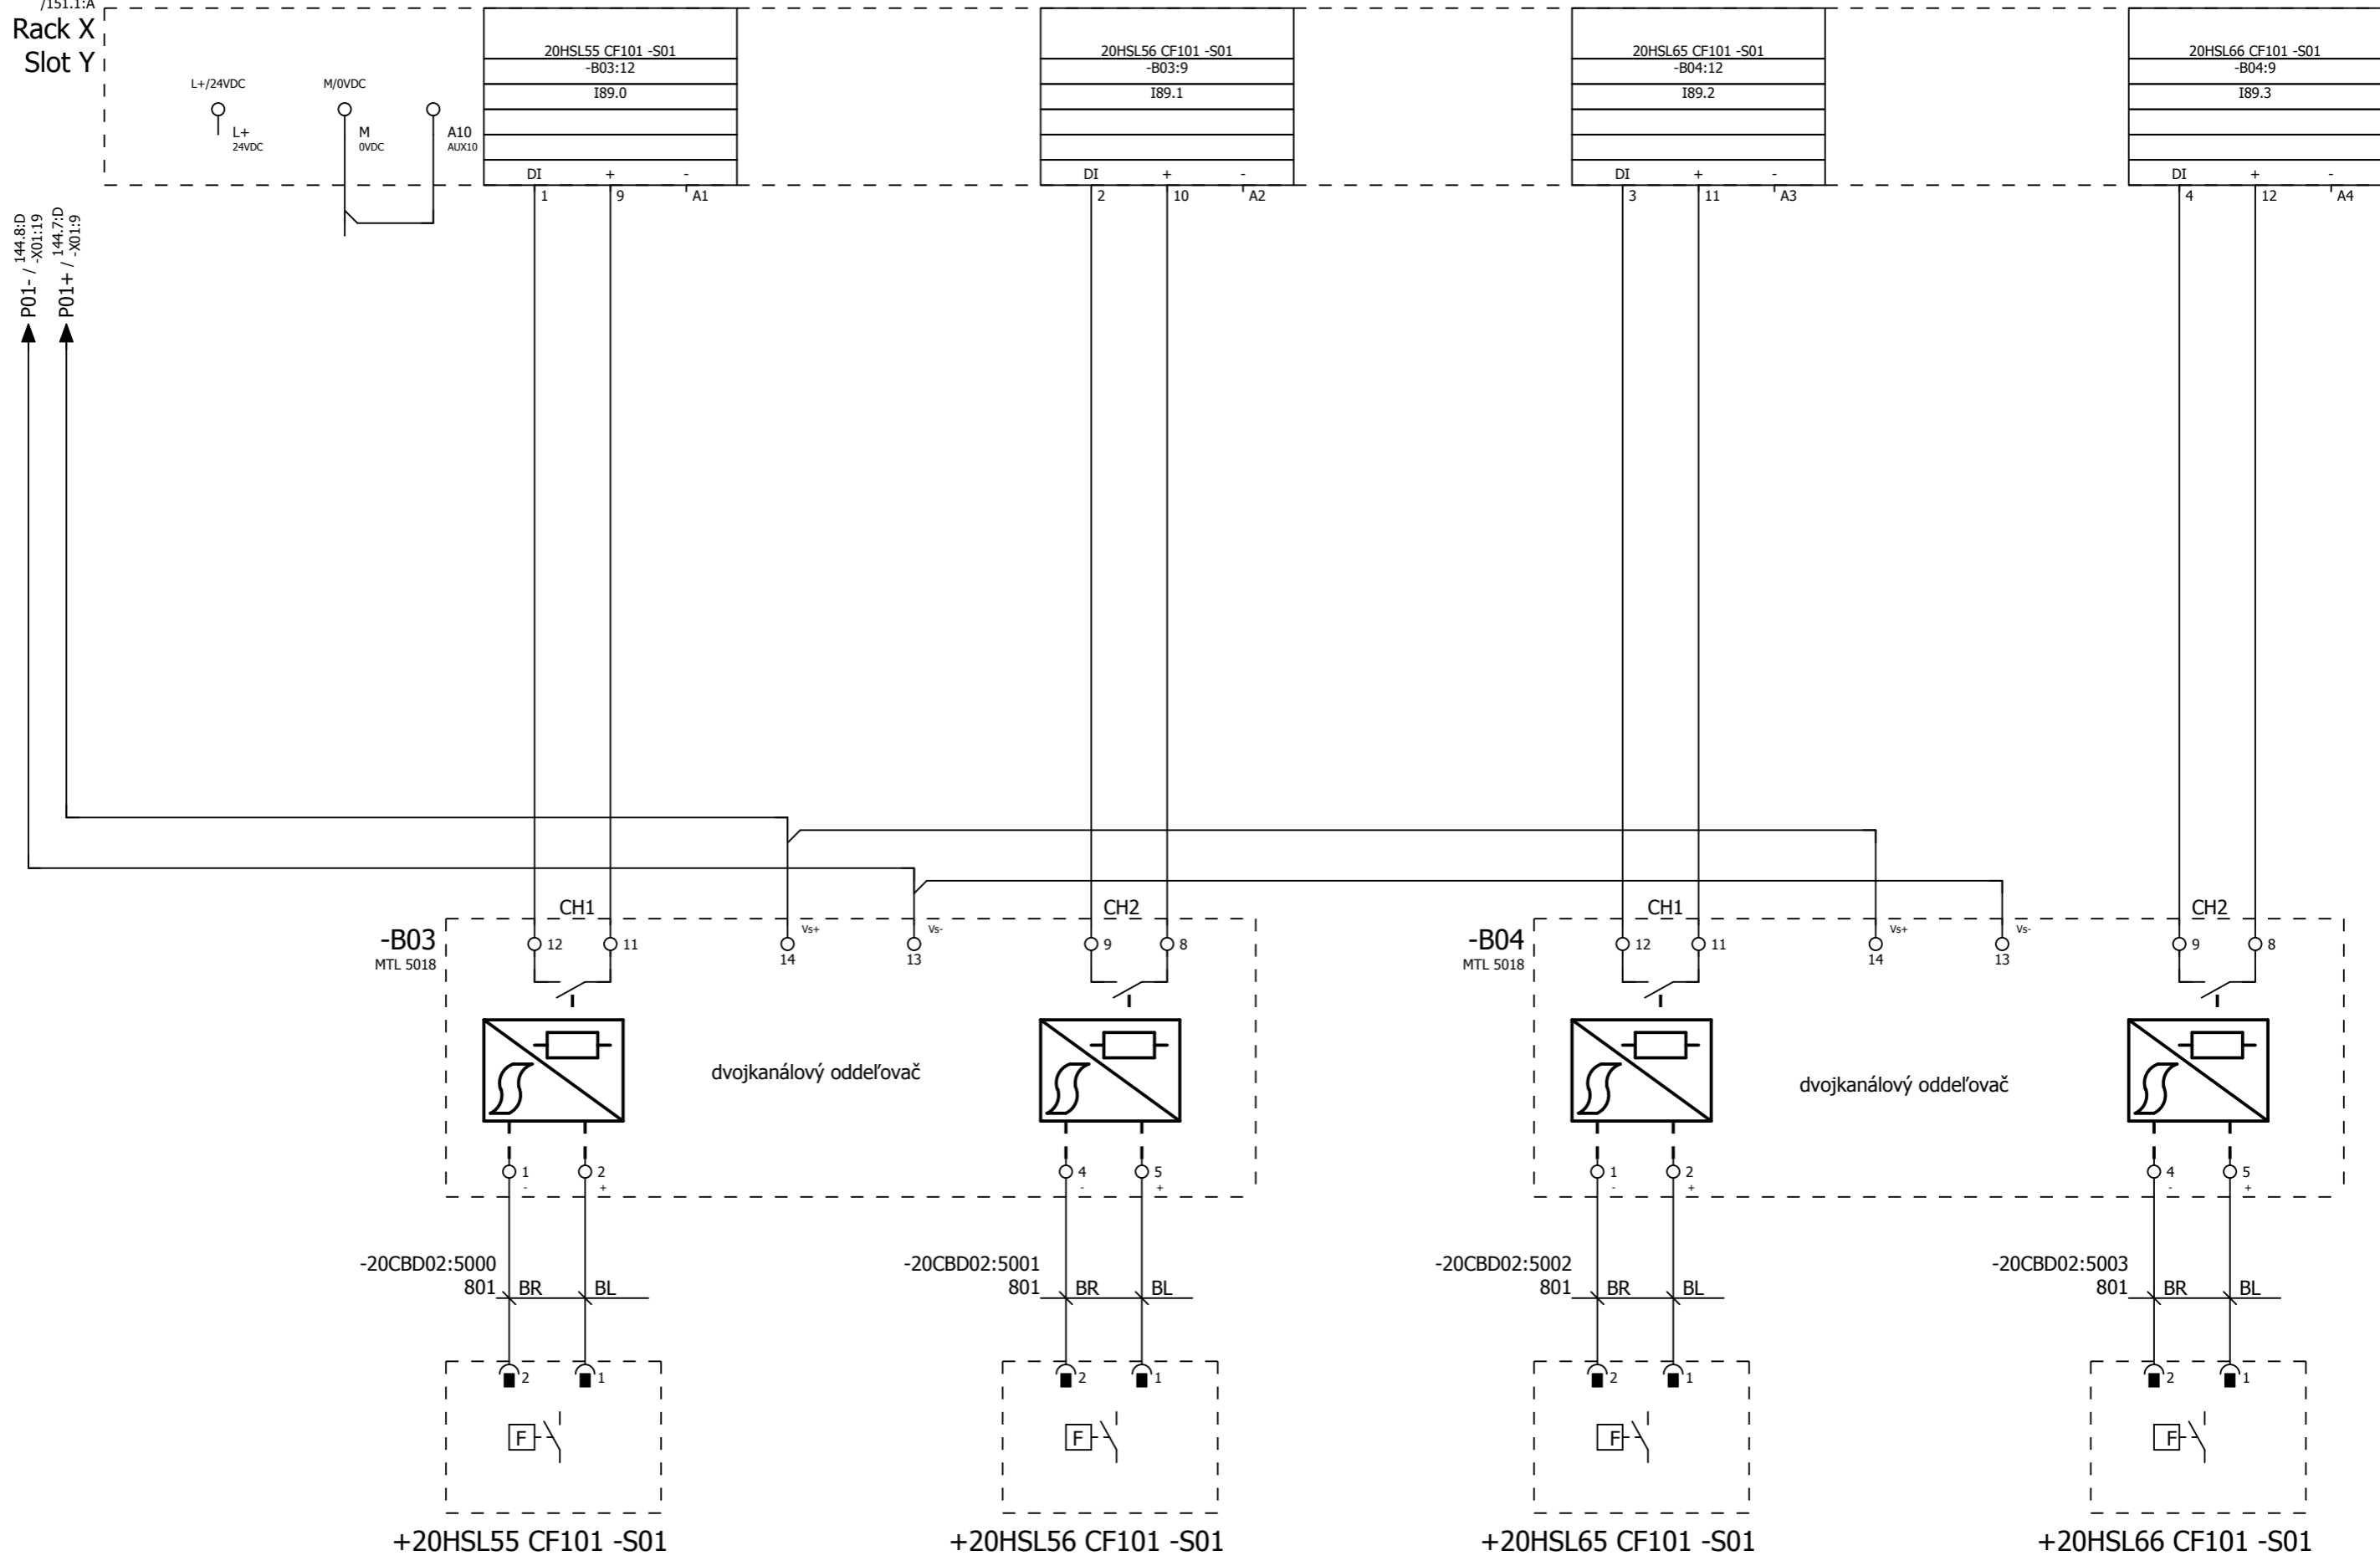 /151.1:A
Rack X
Slot Y
L+/24VDC
L+
24VDC
M/0VDC
M
0VDC
A10
AUX10
20HSL55 CF101 -S01
-B03:12
I89.0
DI + -
1 9 A1
20HSL56 CF101 -S01
-B03:9
I89.1
DI + -
2 10 A2
20HSL65 CF101 -S01
-B04:12
I89.2
DI + -
3 11 A3
20HSL66 CF101 -S01
-B04:9
I89.3
DI + -
4 12 A4
P01- / 144.8:D
-X01:19
P01+ / 144.7:D
-X01:9
-B03
MTL 5018
CH1
12 11
Vs+
14
Vs-
13
CH2
9 8
dvojkanálový oddeľovač
1 2
- +
4 5
- +
-B04
MTL 5018
CH1
12 11
Vs+
14
Vs-
13
CH2
9 8
dvojkanálový oddeľovač
1 2
- +
4 5
- +
-20CBD02:5000
801 BR BL
-20CBD02:5001
801 BR BL
-20CBD02:5002
801 BR BL
-20CBD02:5003
801 BR BL
2 1
F
2 1
F
2 1
F
2 1
F
+20HSL55 CF101 -S01
+20HSL56 CF101 -S01
+20HSL65 CF101 -S01
+20HSL66 CF101 -S01